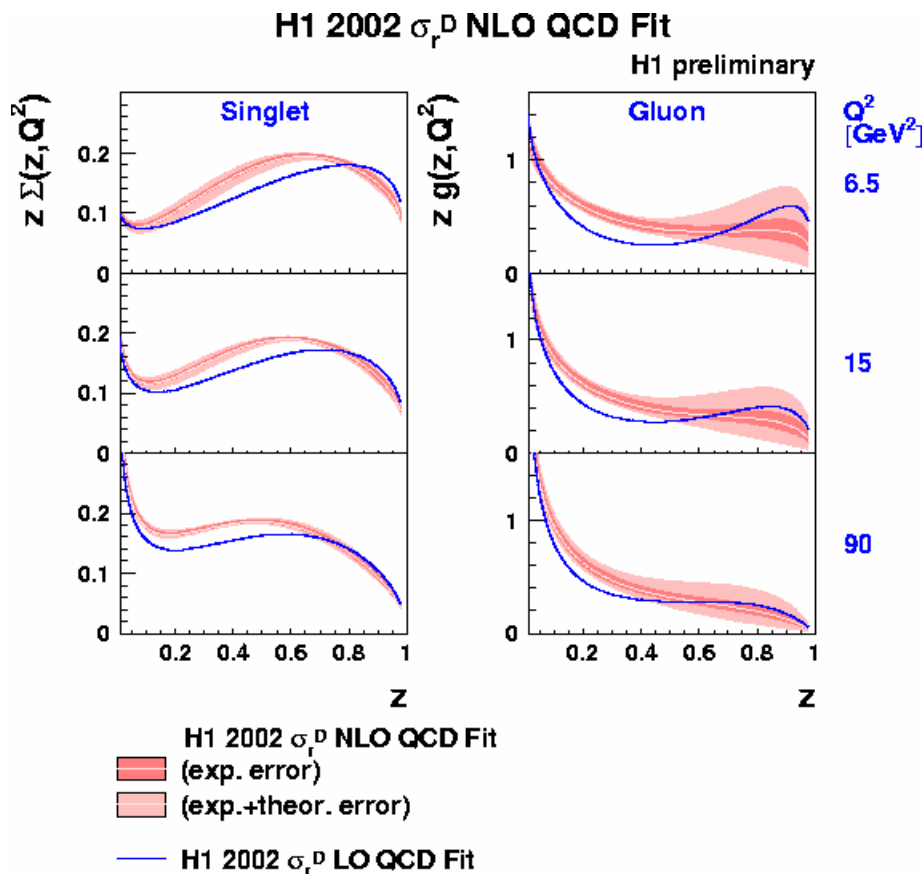 H1 2002 σ_r^D NLO QCD Fit
H1 preliminary
z Σ(z,Q²)
Singlet
0.2
0.1
0
0.2
0.1
0
0.2
0.1
0
0.2 0.4 0.6 0.8 1
z
z g(z,Q²)
Gluon
1
0
1
0
1
0
0.2 0.4 0.6 0.8 1
z
Q²
[GeV²]
6.5
15
90
H1 2002 σ_r^D NLO QCD Fit
(exp. error)
(exp.+theor. error)
H1 2002 σ_r^D LO QCD Fit